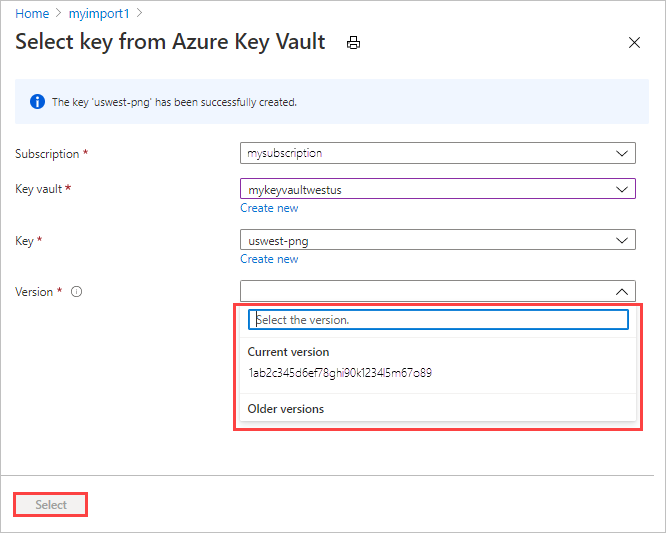 Home > myimport1 >
Select key from Azure Key Vault
The key 'uswest-png' has been successfully created.
Subscription *
mysubscription
Key vault *
mykeyvaultwestus
Create new
Key *
uswest-png
Create new
Version *
Select the version.
Current version
1ab2c345d6ef78ghi90k1234l5m67o89
Older versions
Select